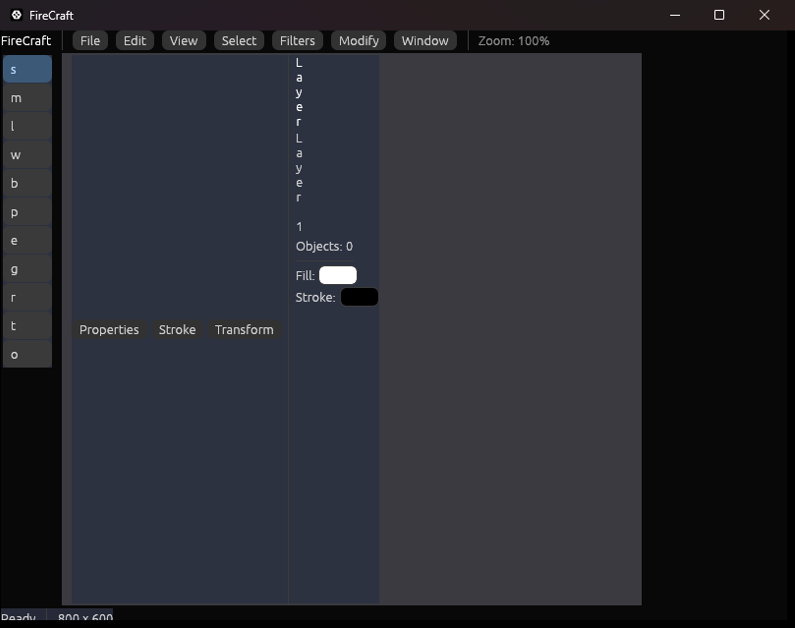 FireCraft
FireCraft File Edit View Select Filters Modify Window Zoom: 100%
s
m
l
w
b
p
e
g
r
t
o
Properties Stroke Transform
L
a
y
e
r
L
a
y
e
r
1
Objects: 0
Fill:
Stroke:
Ready 800 x 600